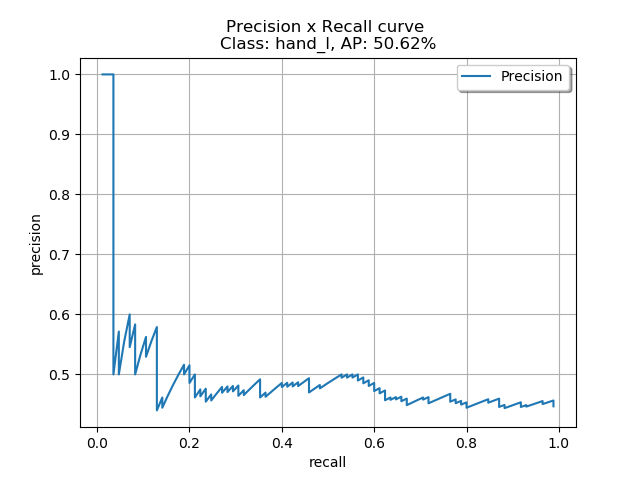 Precision x Recall curve
Class: hand_l, AP: 50.62%
Precision
precision
1.0
0.9
0.8
0.7
0.6
0.5
0.0 0.2 0.4 0.6 0.8 1.0
recall